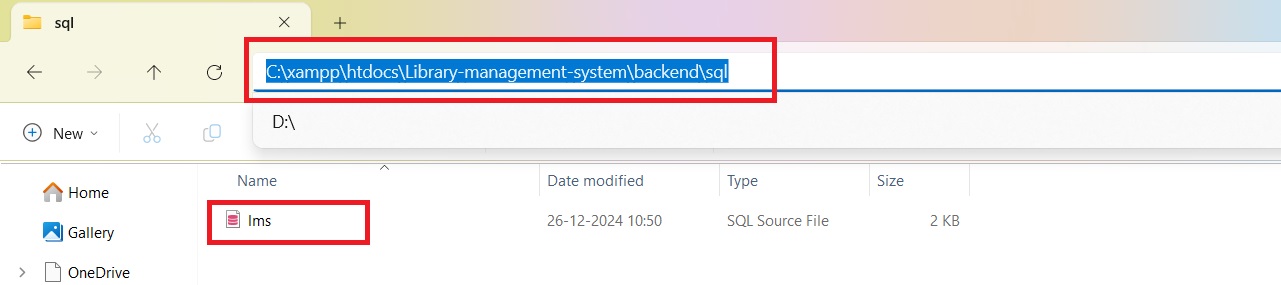 sql
C:\xampp\htdocs\Library-management-system\backend\sql
New
D:\
Name Date modified Type Size
Home
lms 26-12-2024 10:50 SQL Source File 2 KB
Gallery
OneDrive